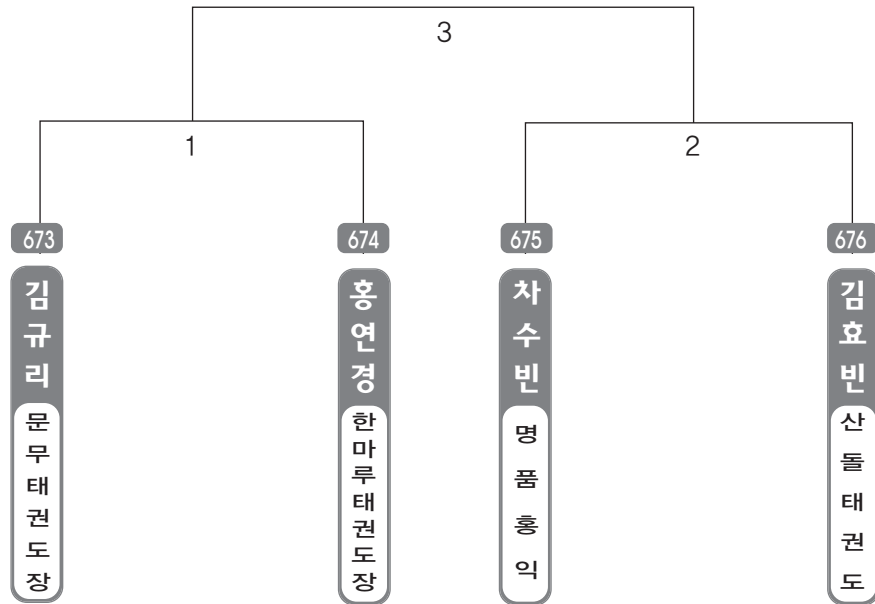 3
1
2
673
674
675
676
김규리
홍연경
차수빈
김효빈
문무태권도장
한마루태권도장
명품홍익
산돌태권도